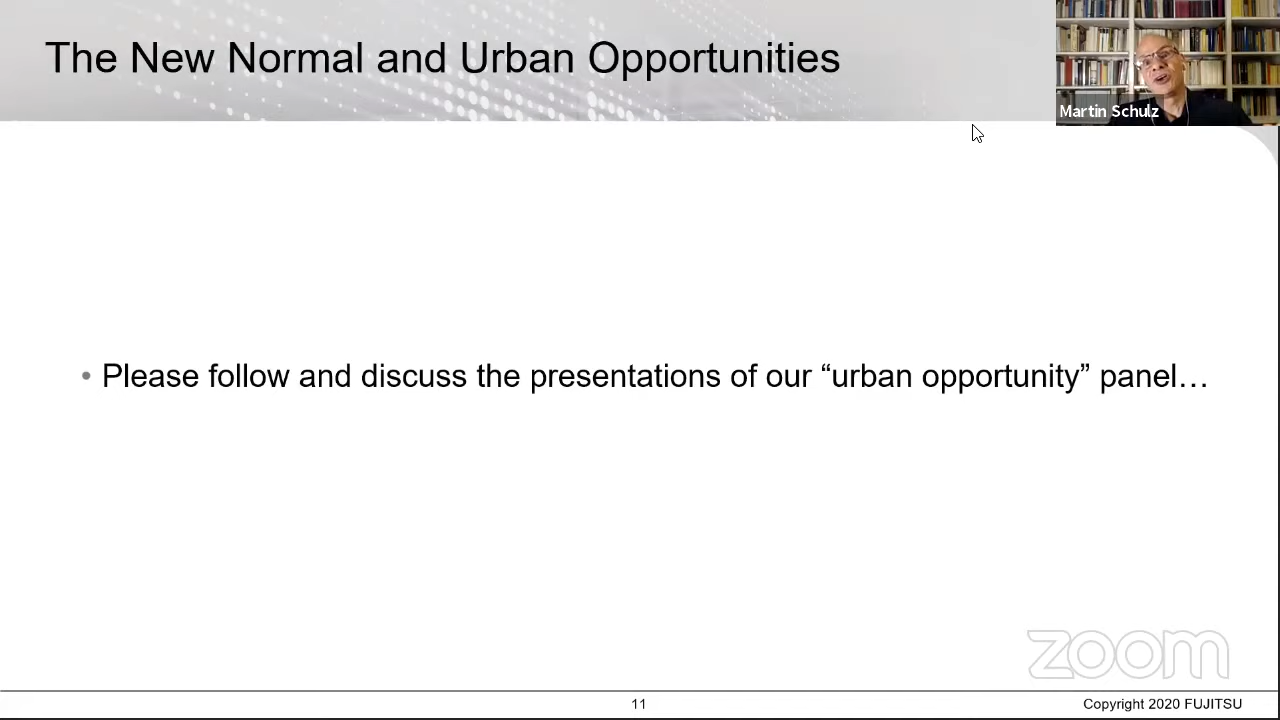 The New Normal and Urban Opportunities
Martin Schulz
• Please follow and discuss the presentations of our “urban opportunity” panel…
zoom
11
Copyright 2020 FUJITSU